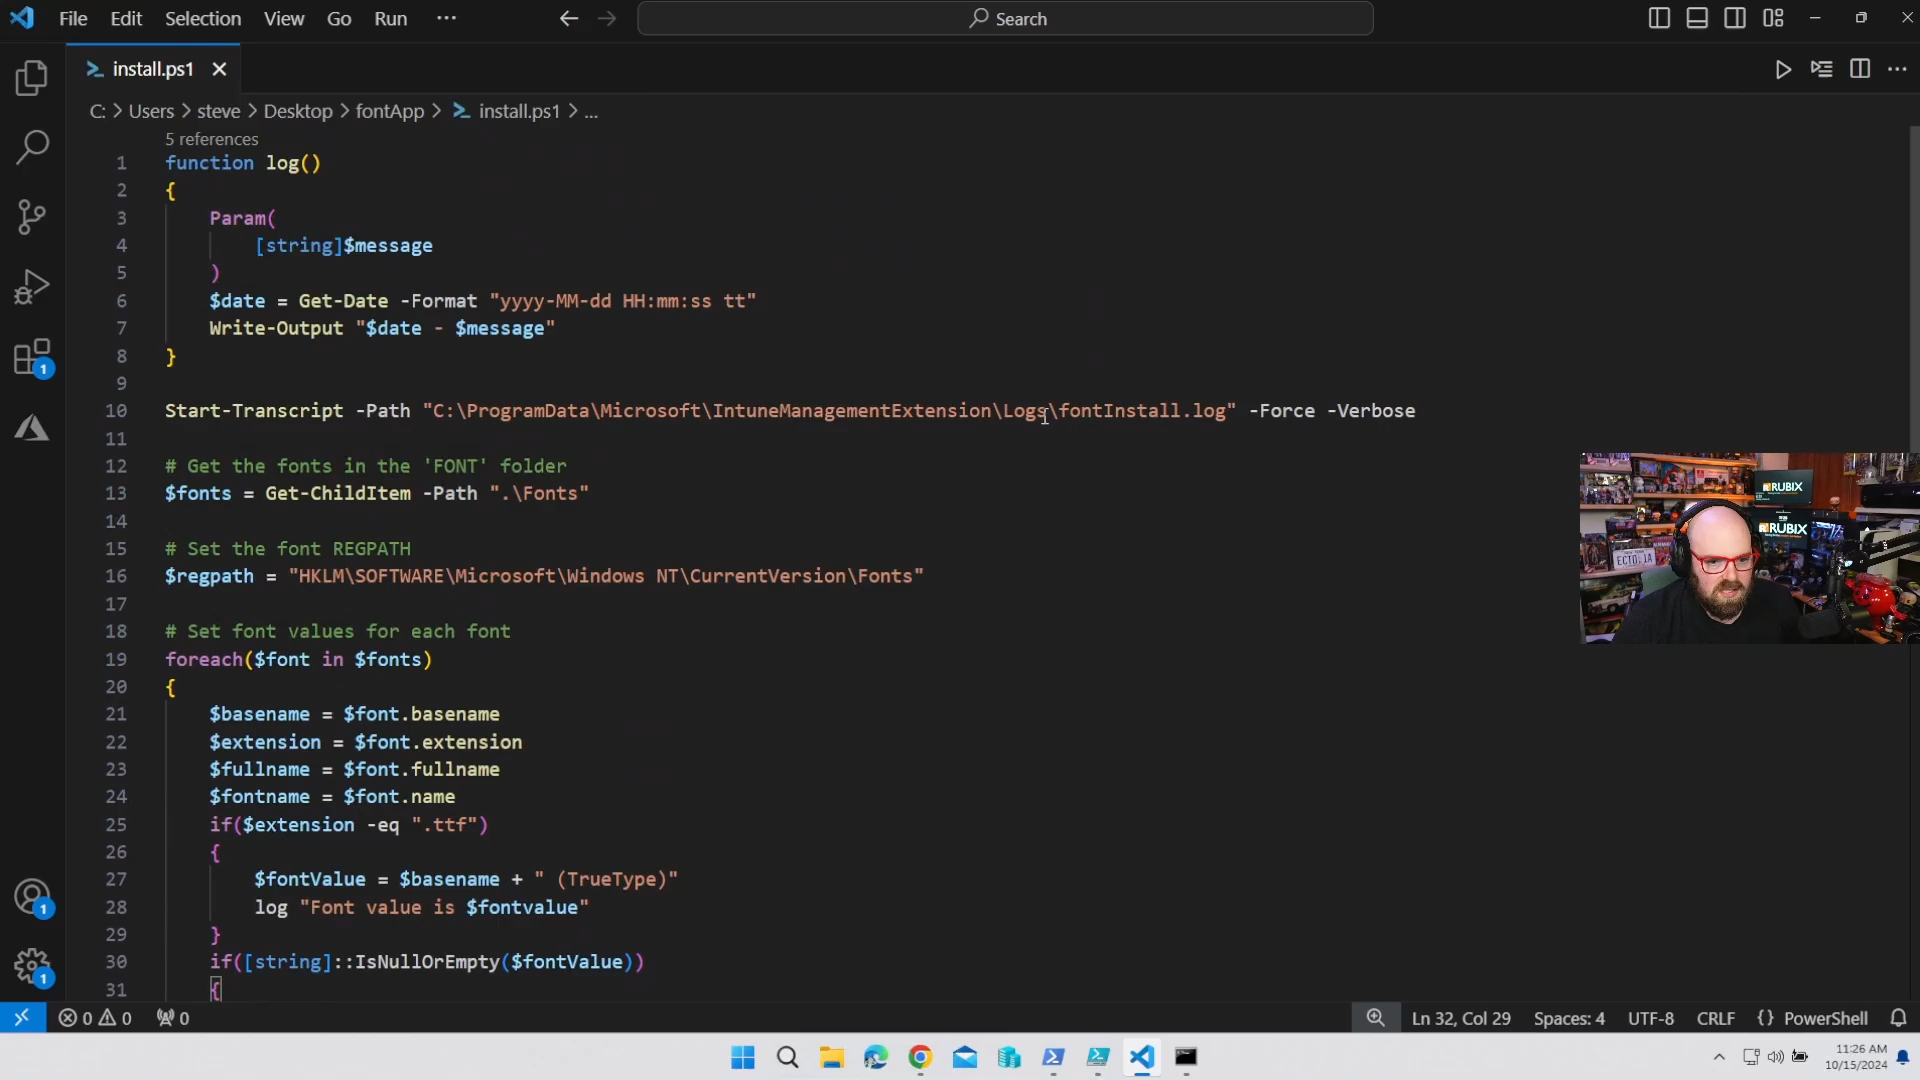 File Edit Selection View Go Run ··· Search
install.ps1
C: > Users > steve > Desktop > fontApp > install.ps1 > ...
5 references
1 function log()
2 {
3 Param(
4 [string]$message
5 )
6 $date = Get-Date -Format "yyyy-MM-dd HH:mm:ss tt"
7 Write-Output "$date - $message"
8 }
9
10 Start-Transcript -Path "C:\ProgramData\Microsoft\IntuneManagementExtension\Logs\fontInstall.log" -Force -Verbose
11
12 # Get the fonts in the 'FONT' folder
13 $fonts = Get-ChildItem -Path ".\Fonts"
14
15 # Set the font REGPATH
16 $regpath = "HKLM\SOFTWARE\Microsoft\Windows NT\CurrentVersion\Fonts"
17
18 # Set font values for each font
19 foreach($font in $fonts)
20 {
21 $basename = $font.basename
22 $extension = $font.extension
23 $fullname = $font.fullname
24 $fontname = $font.name
25 if($extension -eq ".ttf")
26 {
27 $fontValue = $basename + " (TrueType)"
28 log "Font value is $fontvalue"
29 }
30 if([string]::IsNullOrEmpty($fontValue))
31 {
1
1
1
RUBIX
RUBIX
ECTO-1A
0 0 0 Ln 32, Col 29 Spaces: 4 UTF-8 CRLF {} PowerShell
11:26 AM
10/15/2024